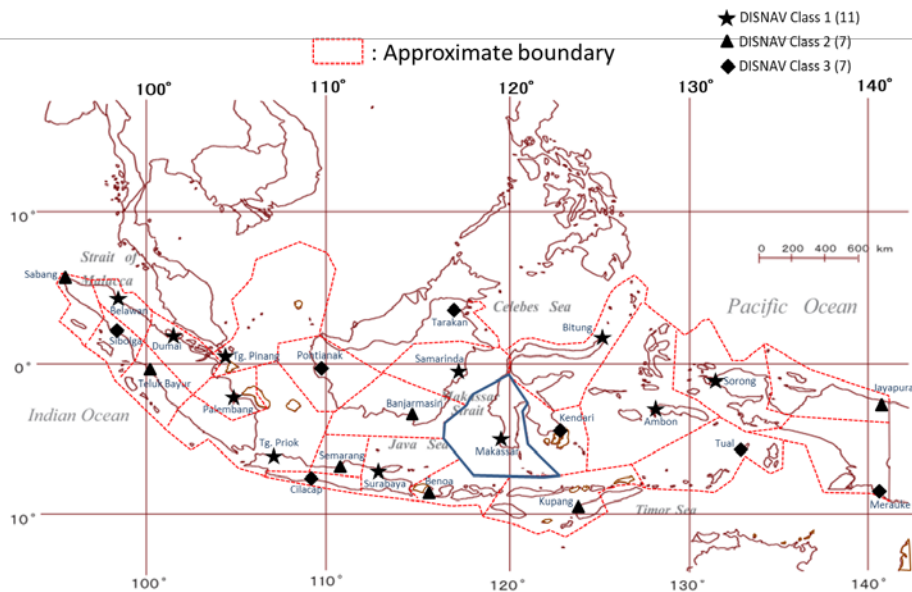 ★ DISNAV Class 1 (11)
▲ DISNAV Class 2 (7)
◆ DISNAV Class 3 (7)
: Approximate boundary
100° 110° 120° 130° 140°
10°
0 200 400 600 km
Strait of
Malacca
Sabang
Belawan
Celebes Sea
Pacific Ocean
Sibolga
Dumai
Tarakan
Bitung
0°
Tg. Pinang
Pontianak
Samarinda
Teluk Bayur
Sorong
Jayapura
Palembang
Banjarmasin
Makassar
Strait
Indian Ocean
Kendari
Ambon
Tg. Priok
Semarang
Java Sea
Makassar
Tual
Cilacap
Surabaya
Benoa
Kupang
Timor Sea
Merauke
10°
100° 110° 120° 130° 140°